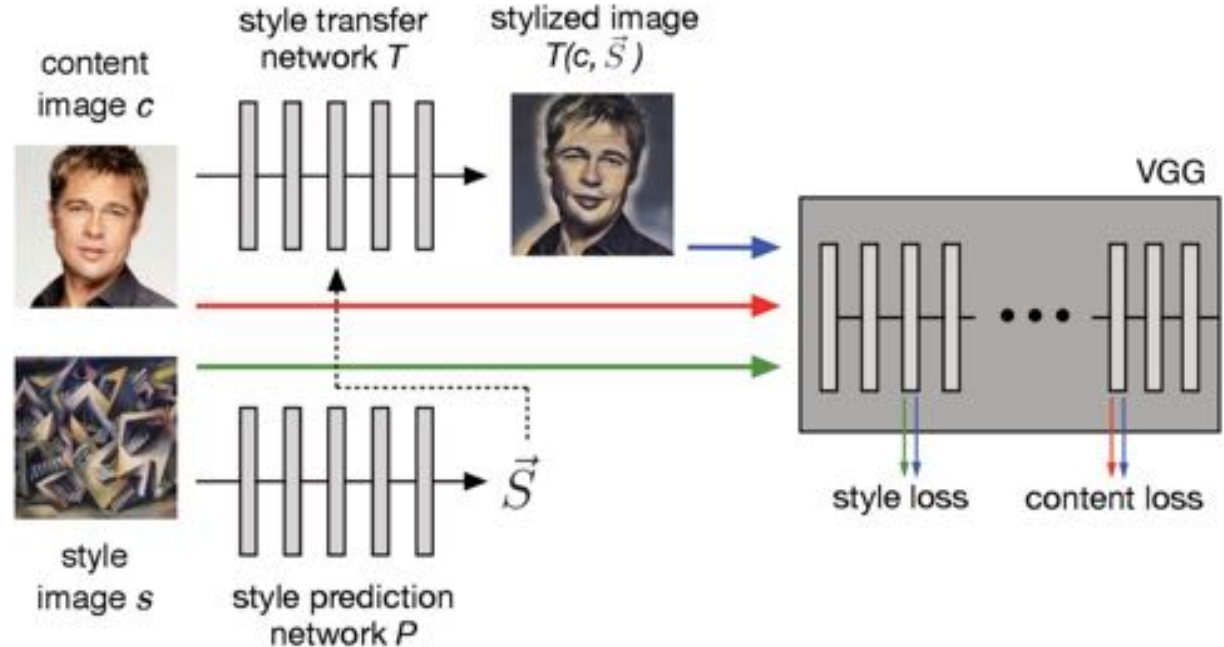 content
image c
style transfer
network T
stylized image
T(c, S⃗ )
VGG
style
image s
style prediction
network P
S⃗
style loss
content loss